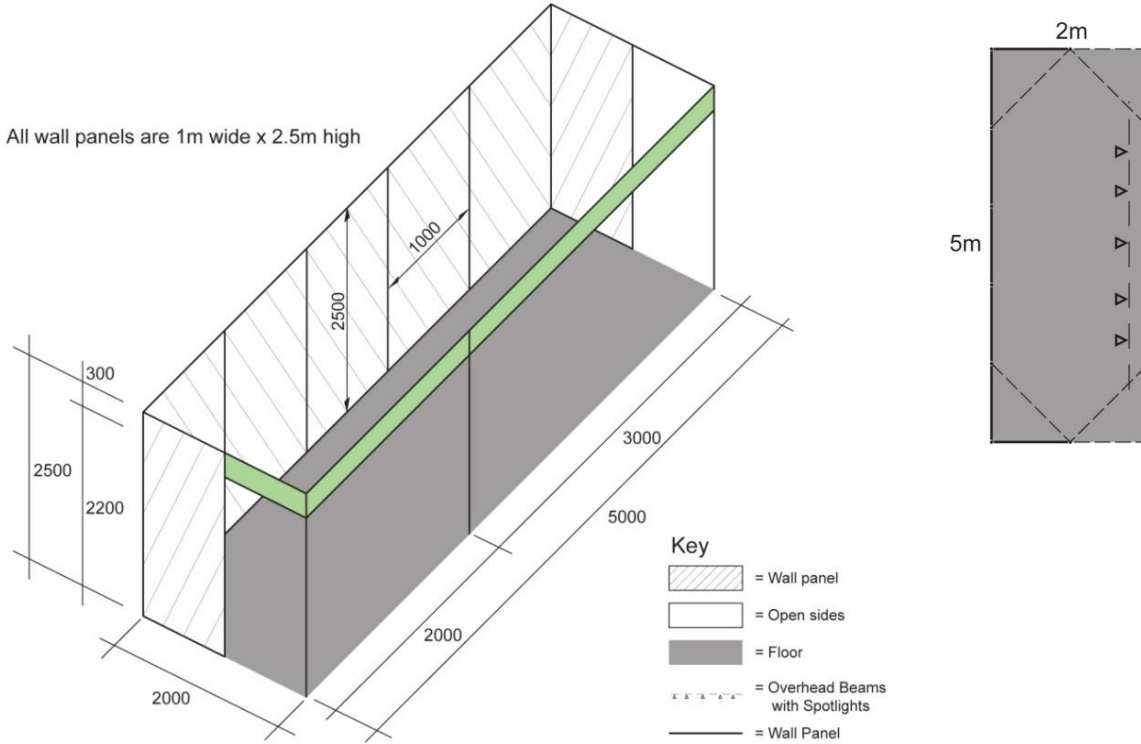 2m
All wall panels are 1m wide x 2.5m high
1000
5m
2500
300
2500
2200
3000
5000
2000
2000
Key
= Wall panel
= Open sides
= Floor
= Overhead Beams
with Spotlights
= Wall Panel